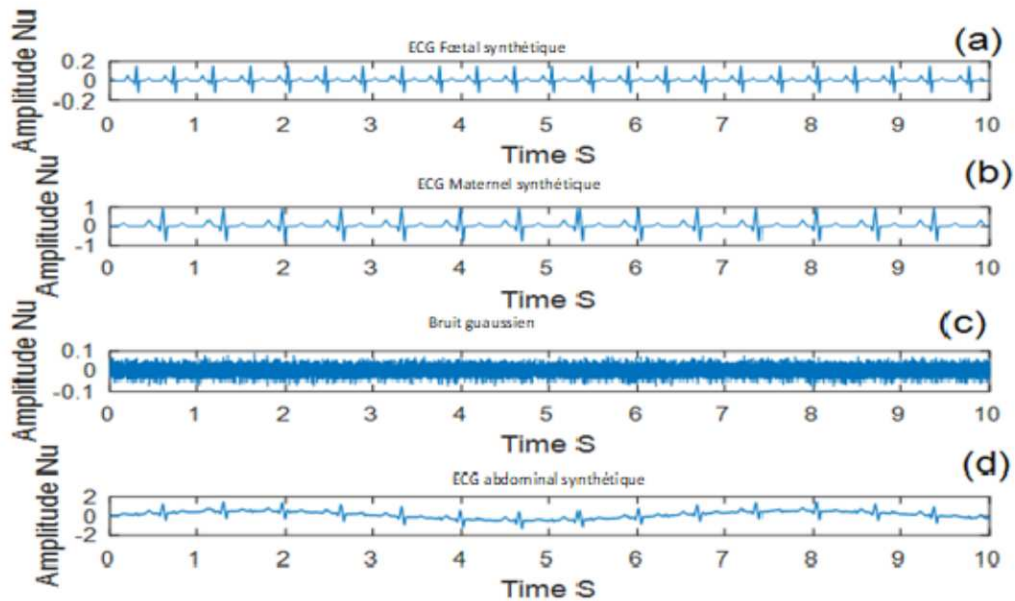 ECG Fœtal synthétique
(a)
Amplitude Nu
0.2
0
-0.2
0 1 2 3 4 5 6 7 8 9 10
Time S
ECG Maternel synthétique
(b)
Amplitude Nu
1
0
-1
0 1 2 3 4 5 6 7 8 9 10
Time S
Bruit guaussien
(c)
Amplitude Nu
0.1
0
-0.1
0 1 2 3 4 5 6 7 8 9 10
Time S
ECG abdominal synthétique
(d)
Amplitude Nu
2
0
-2
0 1 2 3 4 5 6 7 8 9 10
Time S